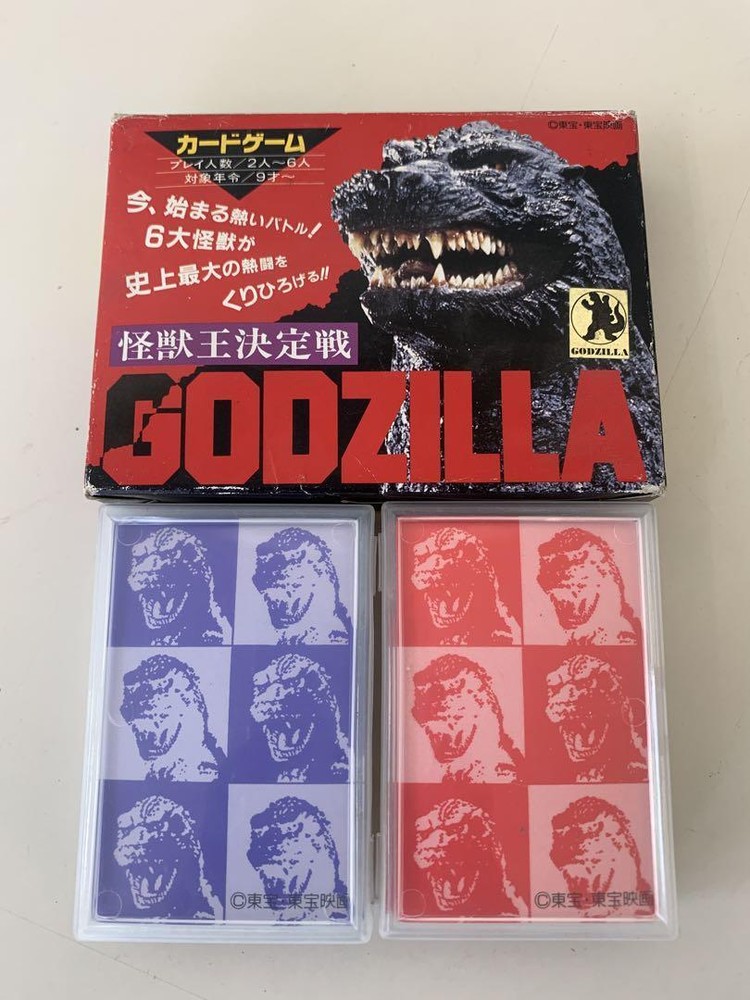 カードゲーム
プレイ人数/2人〜6人
対象年令/9才〜
©東宝・東宝映画
今、始まる熱いバトル!
6大怪獣が
史上最大の熱闘を
くりひろげる!!
GODZILLA
怪獣王決定戦
GODZILLA
©東宝・東宝映画
©東宝・東宝映画